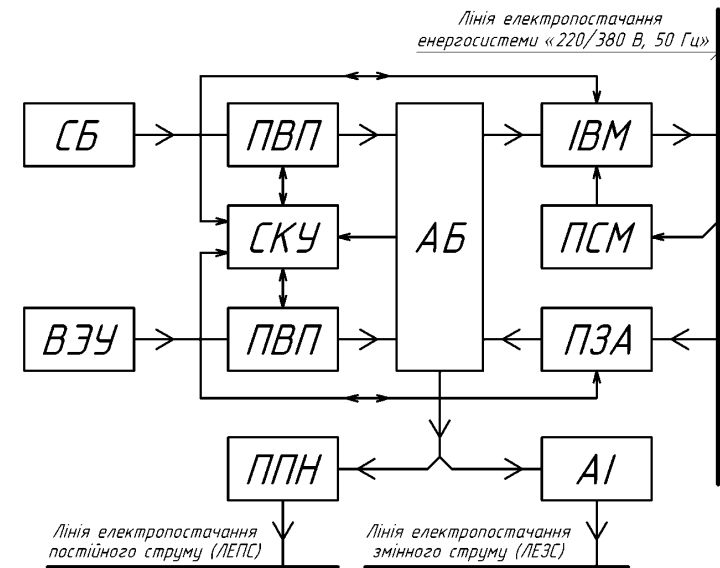 Лінія електропостачання
енергосистеми «220/380 В, 50 Гц»
СБ
ПВП
АБ
ІВМ
СКУ
ПСМ
ВЭУ
ПВП
ПЗА
ППН
АІ
Лінія електропостачання
постійного струму (ЛЕПС)
Лінія електропостачання
змінного струму (ЛЕЗС)